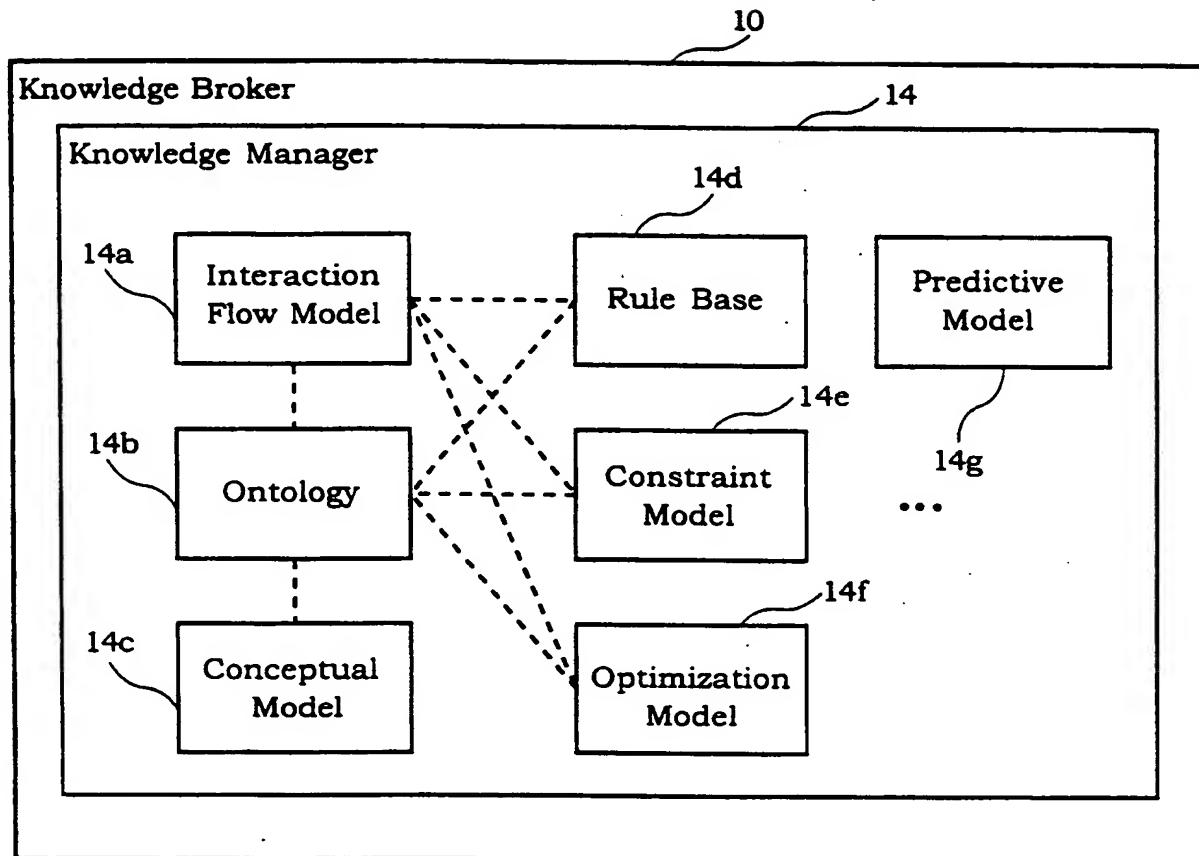 10
Knowledge Broker
14
Knowledge Manager
14d
14a
Interaction
Flow Model
Rule Base
Predictive
Model
14e
14b
Ontology
Constraint
Model
14g
...
14f
14c
Conceptual
Model
Optimization
Model